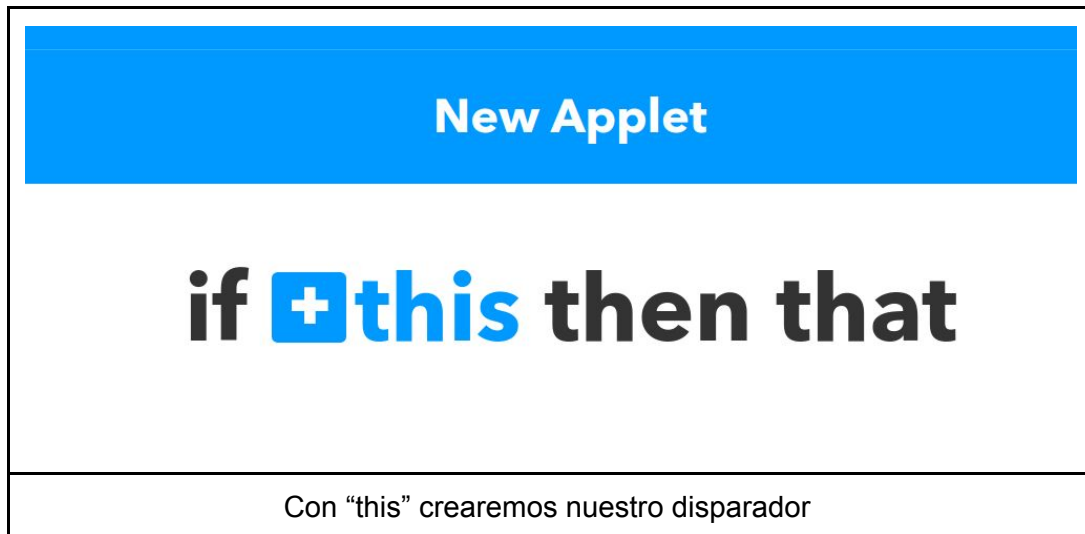 New Applet
if this then that
Con “this” crearemos nuestro disparador